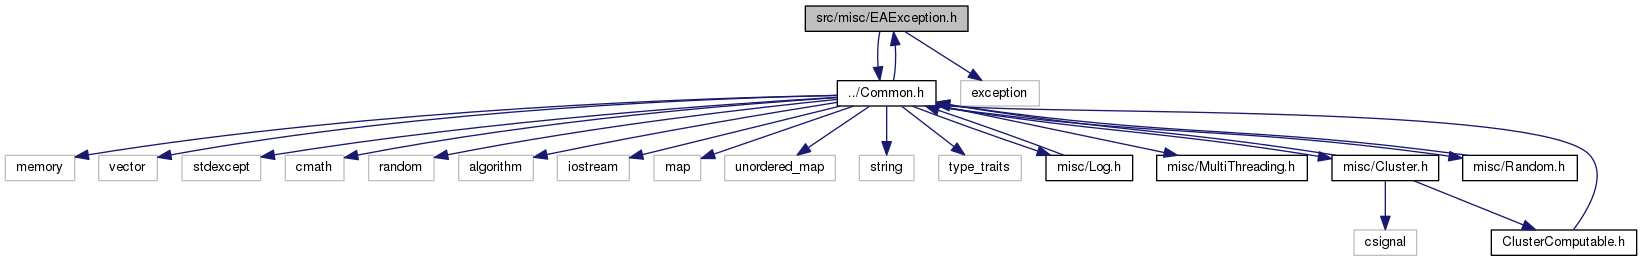 src/misc/EAException.h
../Common.h
exception
memory
vector
stdexcept
cmath
random
algorithm
iostream
map
unordered_map
string
type_traits
misc/Log.h
misc/MultiThreading.h
misc/Cluster.h
misc/Random.h
csignal
ClusterComputable.h